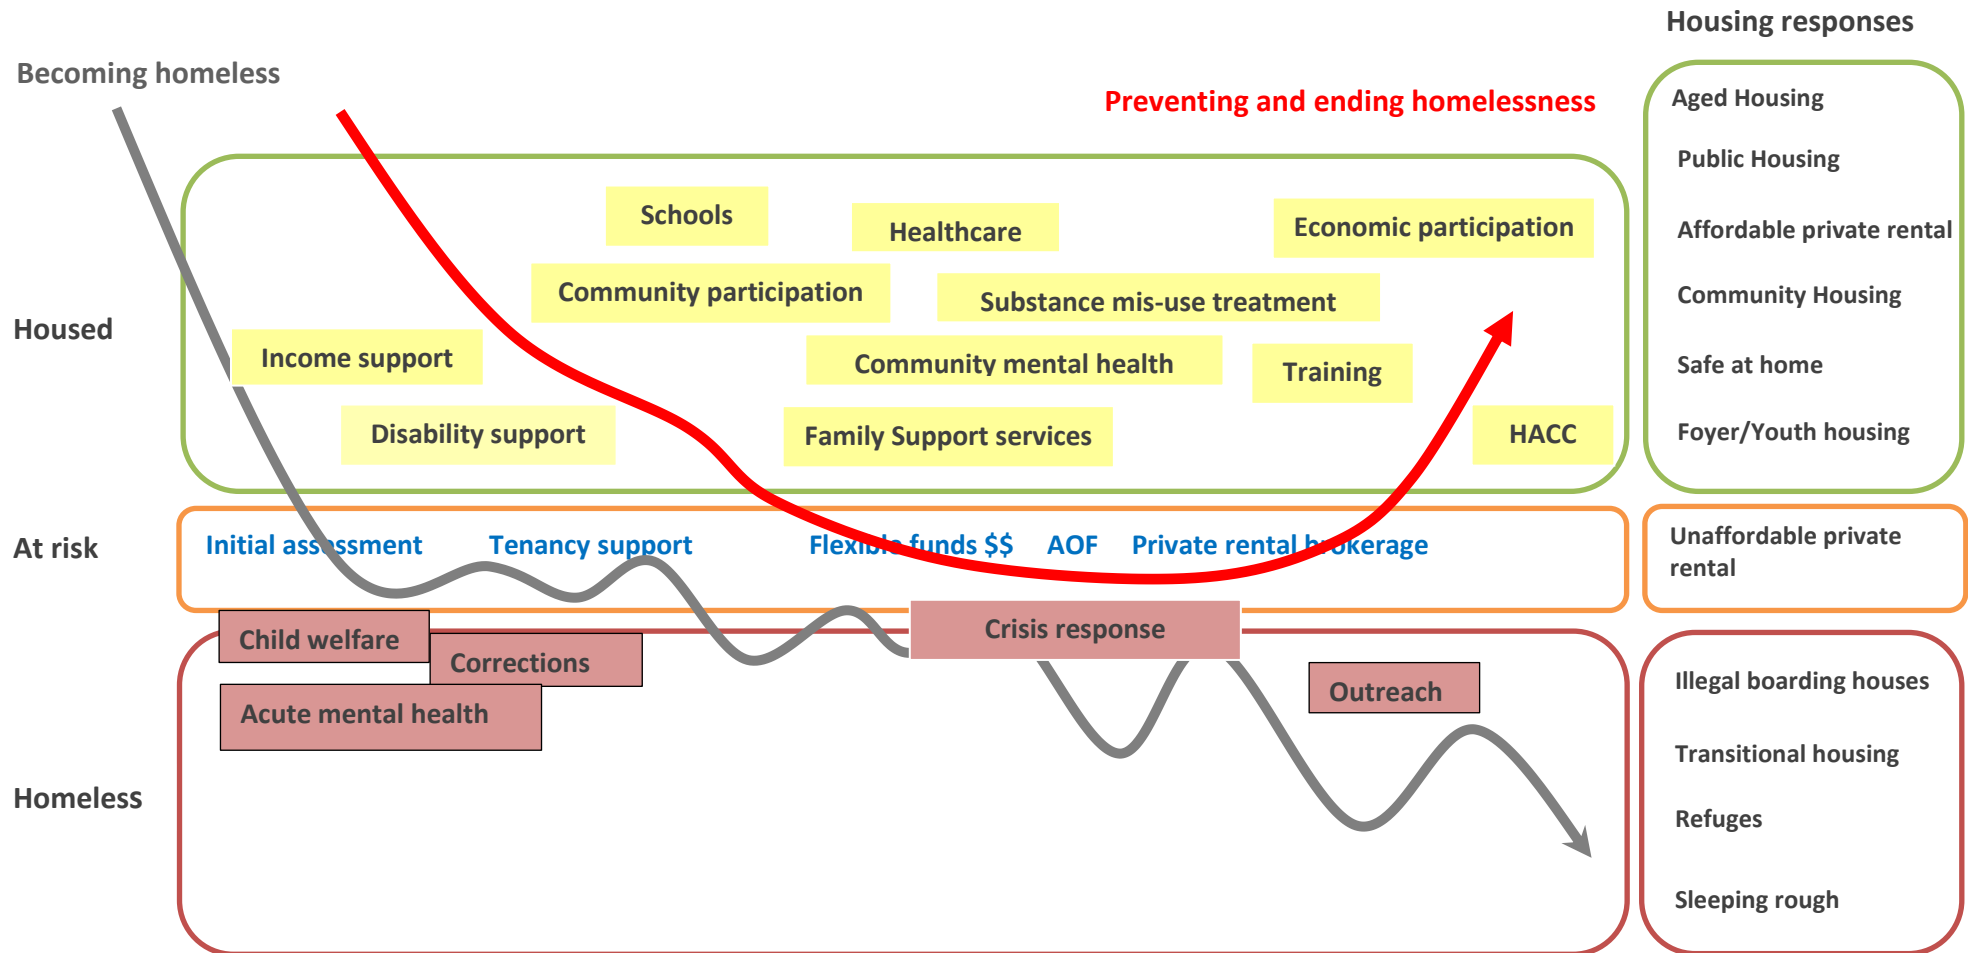 Housing responses
Becoming homeless
Preventing and ending homelessness
Aged Housing
Public Housing
Schools
Healthcare
Economic participation
Affordable private rental
Community participation
Substance mis-use treatment
Community Housing
Housed
Income support
Community mental health
Training
Safe at home
Disability support
Family Support services
HACC
Foyer/Youth housing
At risk
Initial assessment
Tenancy support
Flexible funds $$
AOF
Private rental brokerage
Unaffordable private
rental
Child welfare
Crisis response
Corrections
Acute mental health
Outreach
Illegal boarding houses
Transitional housing
Homeless
Refuges
Sleeping rough